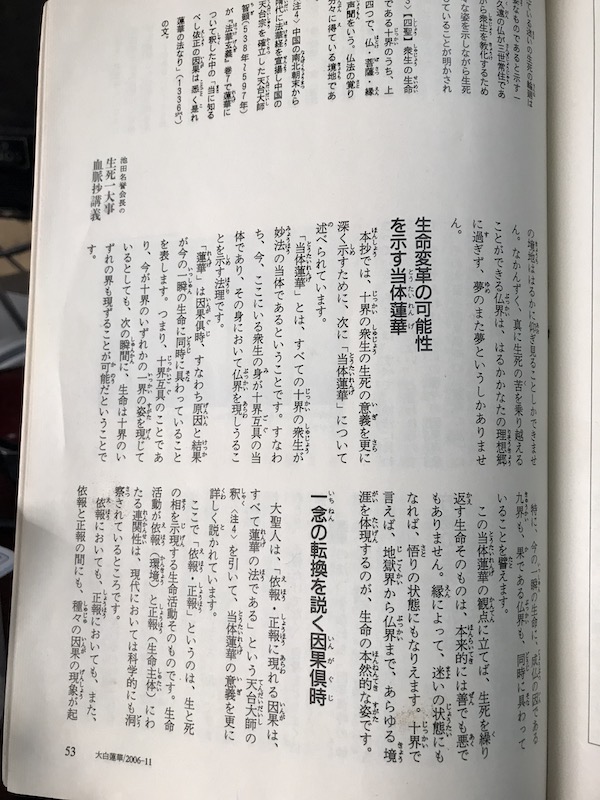 ている迷いの生死の輪廻は
きものであると示す一
久遠の仏が三世常住であ
な姿を示しながら生死
ら衆生を教化するため
っていることが明かされ
3】【四聖】 衆生の生命
である十界のうち、上
四つで、仏・菩薩・縁
声聞をいう。仏法の覚り
分々に得ている境地であ
注4〉 中国の南北朝末から
隋代に法華経を宣揚し中国の
天台宗を確立した天台大師
智顗(538年〜597年)
が『法華玄義』巻7で蓮華に
ついて釈した中の「当に知る
べし依正の因果は悉く是れ
蓮華の法なり」(1336㌻)
の文。
池田名誉会長の
生死一大事
血脈抄講義
の境地ははるかに仰ぎ見ることしかできませ
ん。なかんずく、真に生死の苦を乗り越える
ことができる仏界は、はるかかなたの理想郷
に過ぎず、夢のまた夢というしかありませ
ん。
生命変革の可能性
を示す当体蓮華
本抄では、十界の衆生の生死の意義を更に
深く示すために、次に「当体蓮華」について
述べられています。
「当体蓮華」とは、すべての十界の衆生が
妙法の当体であるということです。すなわ
ち、今、ここにいる衆生の身が十界互具の当
体であり、その身において仏界を現しうるこ
とを示す法理です。
「蓮華」は因果俱時、すなわち原因と結果
が今の一瞬の生命に同時に具わっていること
を表します。つまり、十界互具のことであ
り、今が十界のいずれかの一界の姿を現じて
いるとしても、次の瞬間に、生命は十界のい
ずれの界も現ずることが可能だということで
す。
特に、今の一瞬の生命に、成仏の因である
九界も、果である仏界も、同時に具わって
いることを譬えます。
この当体蓮華の観点に立てば、生死を繰り
返す生命そのものは、本来的には善でも悪で
もありません。縁によって、迷いの状態にも
なれば、悟りの状態にもなりえます。十界で
言えば、地獄界から仏界まで、あらゆる境
涯を体現するのが、生命の本然的な姿です。
一念の転換を説く因果俱時
大聖人は、「依報・正報に現れる因果は、
すべて蓮華の法である」という天台大師の
釈〈注4〉を引いて、当体蓮華の意義を更に
詳しく説かれています。
ここで「依報・正報」というのは、生と死
の相を示現する生命活動そのものです。生命
活動が依報(環境)と正報(生命主体)にわ
たる連関性は、現代においては科学的にも洞
察されているところです。
依報においても、正報においても、また、
依報と正報の間にも、種々の因果の現象が起
53 大白蓮華/2006-11